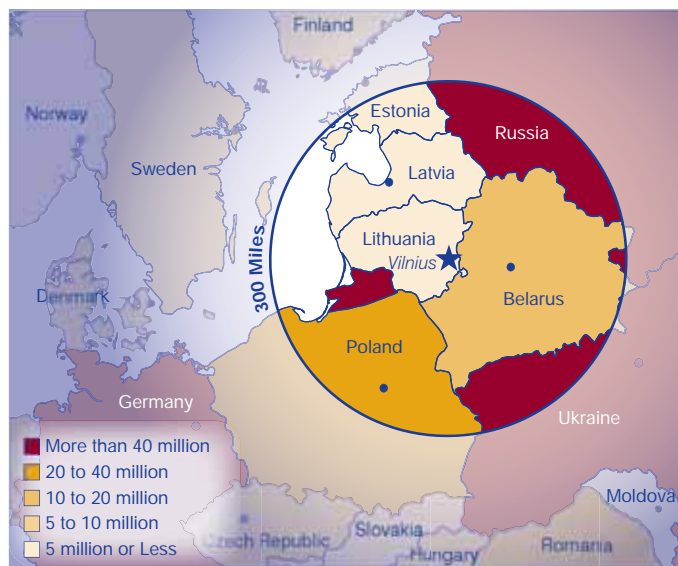 Finland
Norway
Estonia
Russia
Sweden
Latvia
Lithuania
Vilnius
300 Miles
Denmark
Belarus
Poland
Germany
Ukraine
More than 40 million
20 to 40 million
10 to 20 million
5 to 10 million
5 million or Less
Moldova
Czech Republic
Slovakia
Hungary
Romania